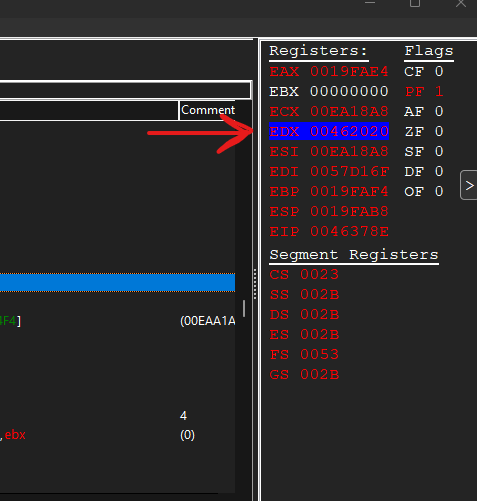 Registers: Flags
EAX 0019FAE4 CF 0
EBX 00000000 PF 1
ECX 00EA18A8 AF 0
EDX 00462020 ZF 0
ESI 00EA18A8 SF 0
EDI 0057D16F DF 0
EBP 0019FAF4 OF 0
ESP 0019FAB8
EIP 0046378E
Segment Registers
CS 0023
SS 002B
DS 002B
ES 002B
FS 0053
GS 002B
>
Comment
4F4] (00EAA1A
4
,ebx (0)